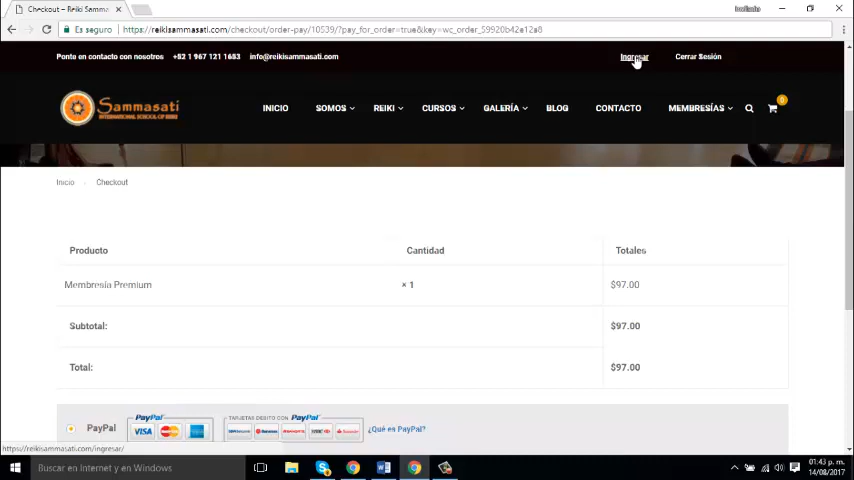 Checkout – Reiki Samma
Es seguro
https://reikisammasati.com/checkout/order-pay/10539/?pay_for_order=true&key=wc_order_59920b42e12a8
Ponte en contacto con nosotros +52 1 967 121 1653 info@reikisammasati.com Ingresar Cerrar Sesión
Sammasati
INTERNATIONAL SCHOOL OF REIKI
INICIO SOMOS REIKI CURSOS GALERÍA BLOG CONTACTO MEMBRESÍAS 0
Inicio Checkout
Producto Cantidad Totales
Membresía Premium × 1 $97.00
Subtotal: $97.00
Total: $97.00
PayPal PayPal VISA TARJETAS DEBITO CON PayPal ¿Qué es PayPal?
https://reikisammasati.com/ingresar/
Buscar en Internet y en Windows
01:43 p. m.
14/08/2017